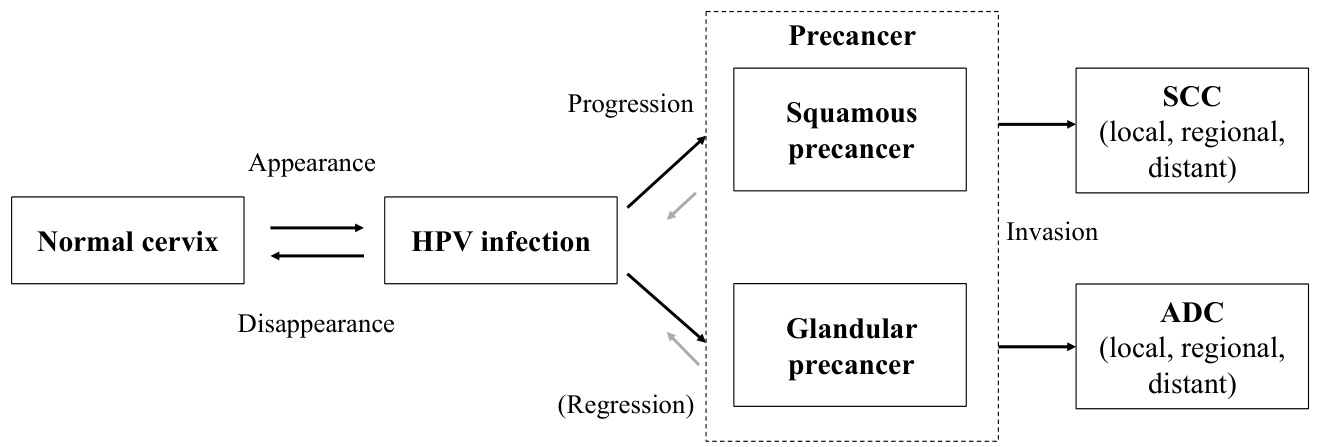 Precancer
Progression
Squamous
precancer
SCC
(local, regional,
distant)
Appearance
Normal cervix
HPV infection
Invasion
Disappearance
Glandular
precancer
ADC
(local, regional,
distant)
(Regression)